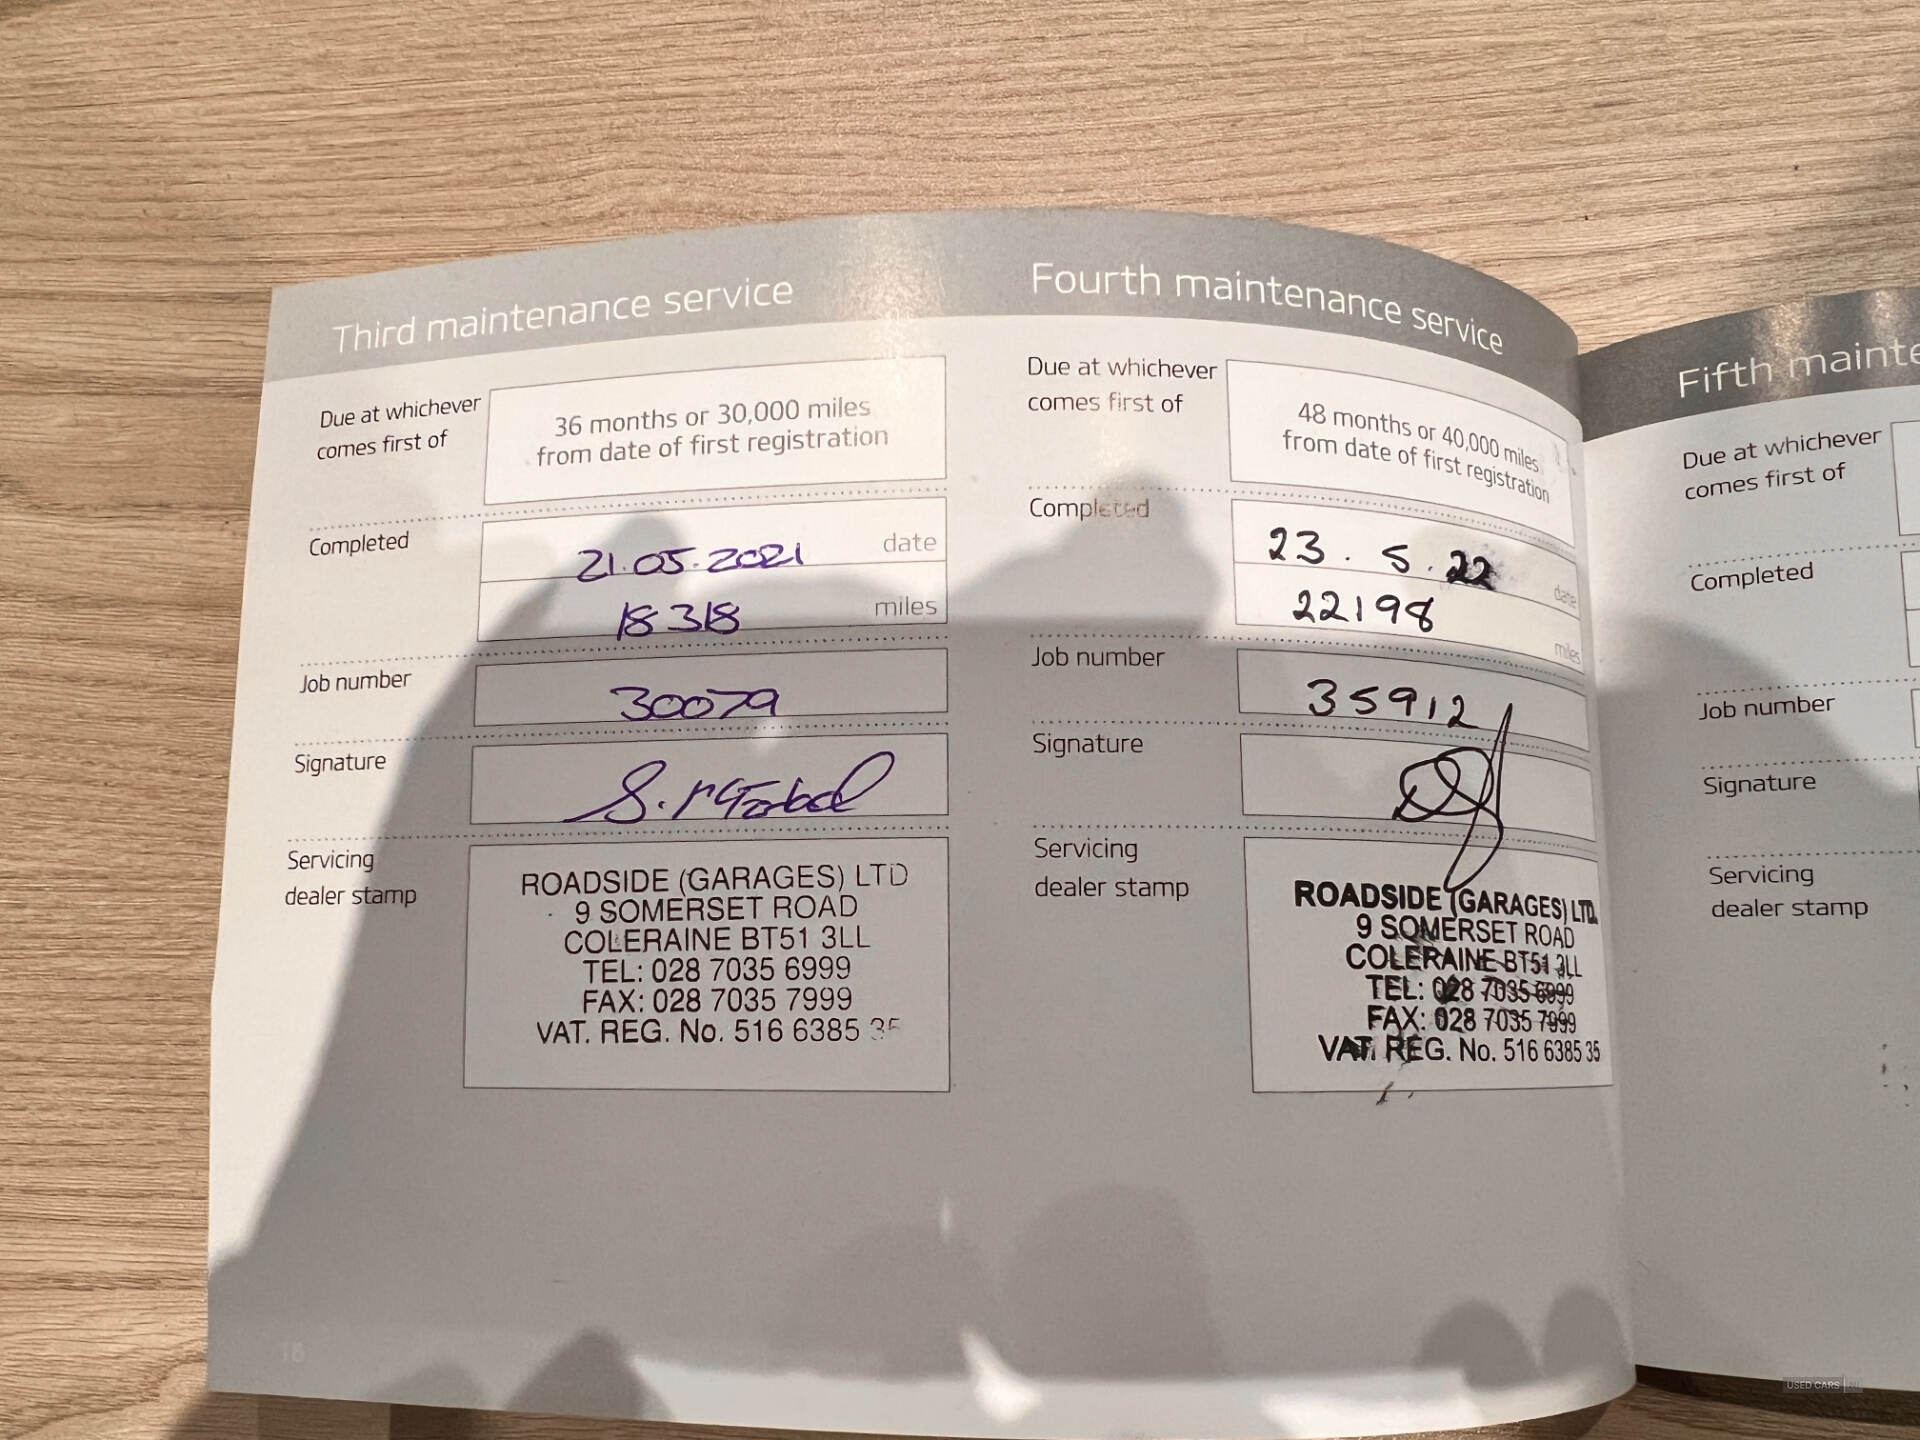 Third maintenance service
Due at whichever
comes first of
36 months or 30,000 miles
from date of first registration
Completed
21.05.2021 date
18318 miles
Job number
30079
Signature
Servicing
dealer stamp
ROADSIDE (GARAGES) LTD
9 SOMERSET ROAD
COLERAINE BT51 3LL
TEL: 028 7035 6999
FAX: 028 7035 7999
VAT. REG. No. 516 6385 35
18
Fourth maintenance service
Due at whichever
comes first of
48 months or 40,000 miles
from date of first registration
Completed
23.5.22 date
22198 miles
Job number
35912
Signature
Servicing
dealer stamp
ROADSIDE (GARAGES) LTD.
9 SOMERSET ROAD
COLERAINE BT51 3LL
TEL: 028 7035 6999
FAX: 028 7035 7999
VAT. REG. No. 516 6385 35
Fifth mainte
Due at whichever
comes first of
Completed
Job number
Signature
Servicing
dealer stamp
USED CARS NI